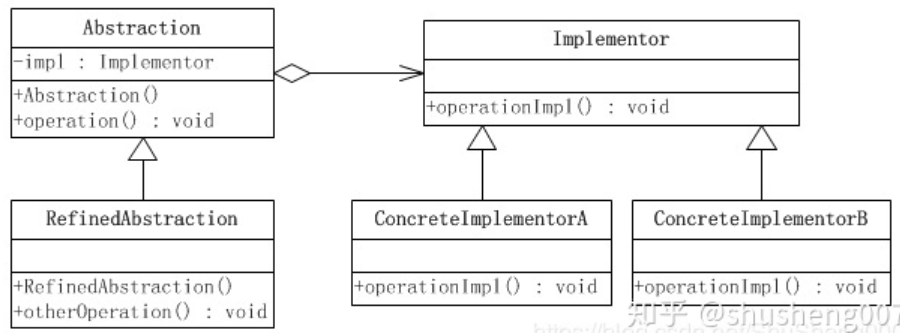 Abstraction
-impl : Implementor
+Abstraction()
+operation() : void
Implementor
+operationImpl() : void
RefinedAbstraction
+RefinedAbstraction()
+otherOperation() : void
ConcreteImplementorA
+operationImpl() : void
ConcreteImplementorB
+operationImpl() : void
知乎 @shusheng007